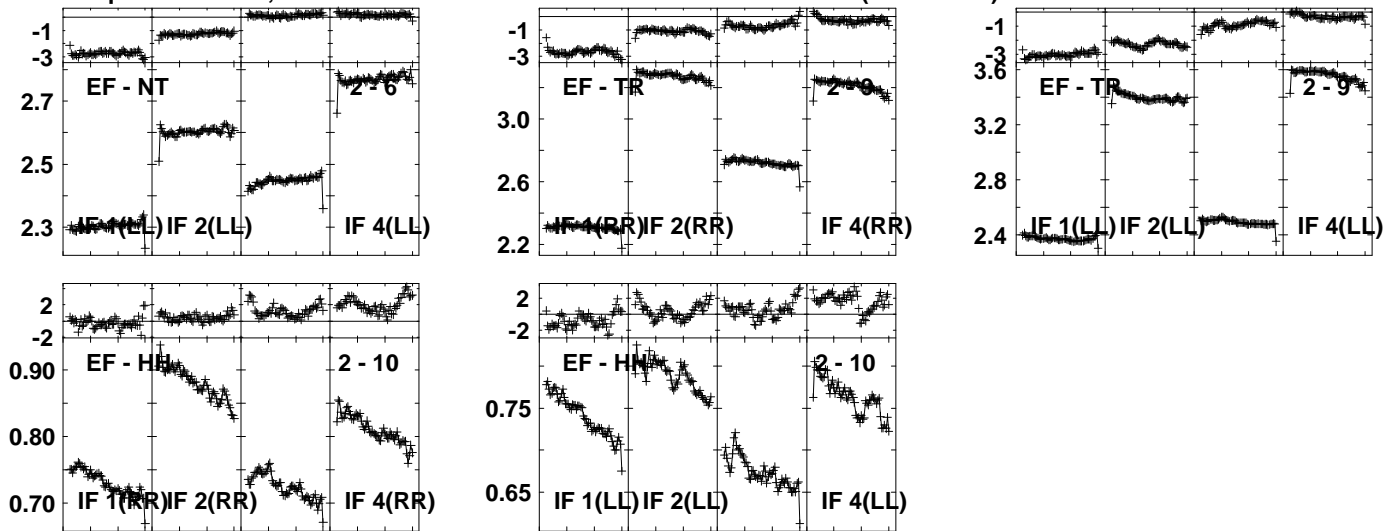 -1
-3
EF - NT
2 - 6
2.7
2.5
2.3
IF 1(LL)
IF 2(LL)
IF 4(LL)
-1
-3
EF - TR
2 - 9
3.0
2.6
2.2
IF 1(RR)
IF 2(RR)
IF 4(RR)
-1
-3
3.6
EF - TR
2 - 9
3.2
2.8
2.4
IF 1(LL)
IF 2(LL)
IF 4(LL)
2
-2
EF - HH
2 - 10
0.90
0.80
0.70
IF 1(RR)
IF 2(RR)
IF 4(RR)
2
-2
EF - HH
2 - 10
0.75
0.65
IF 1(LL)
IF 2(LL)
IF 4(LL)